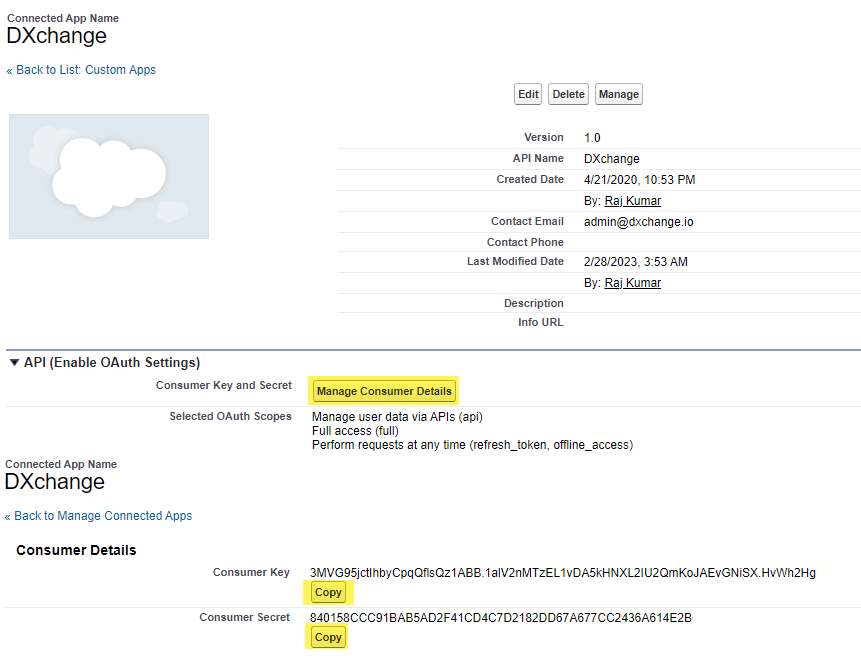 Connected App Name
DXchange
« Back to List: Custom Apps
Edit Delete Manage
Version 1.0
API Name DXchange
Created Date 4/21/2020, 10:53 PM
By: Raj Kumar
Contact Email admin@dxchange.io
Contact Phone
Last Modified Date 2/28/2023, 3:53 AM
By: Raj Kumar
Description
Info URL
API (Enable OAuth Settings)
Consumer Key and Secret Manage Consumer Details
Selected OAuth Scopes Manage user data via APIs (api)
Full access (full)
Perform requests at any time (refresh_token, offline_access)
Connected App Name
DXchange
« Back to Manage Connected Apps
Consumer Details
Consumer Key 3MVG95jctIhbyCpqQflsQz1ABB.1alV2nMTzEL1vDA5kHNXL2IU2QmKoJAEvGNiSX.HvWh2Hg
Copy
Consumer Secret 840158CCC91BAB5AD2F41CD4C7D2182DD67A677CC2436A614E2B
Copy